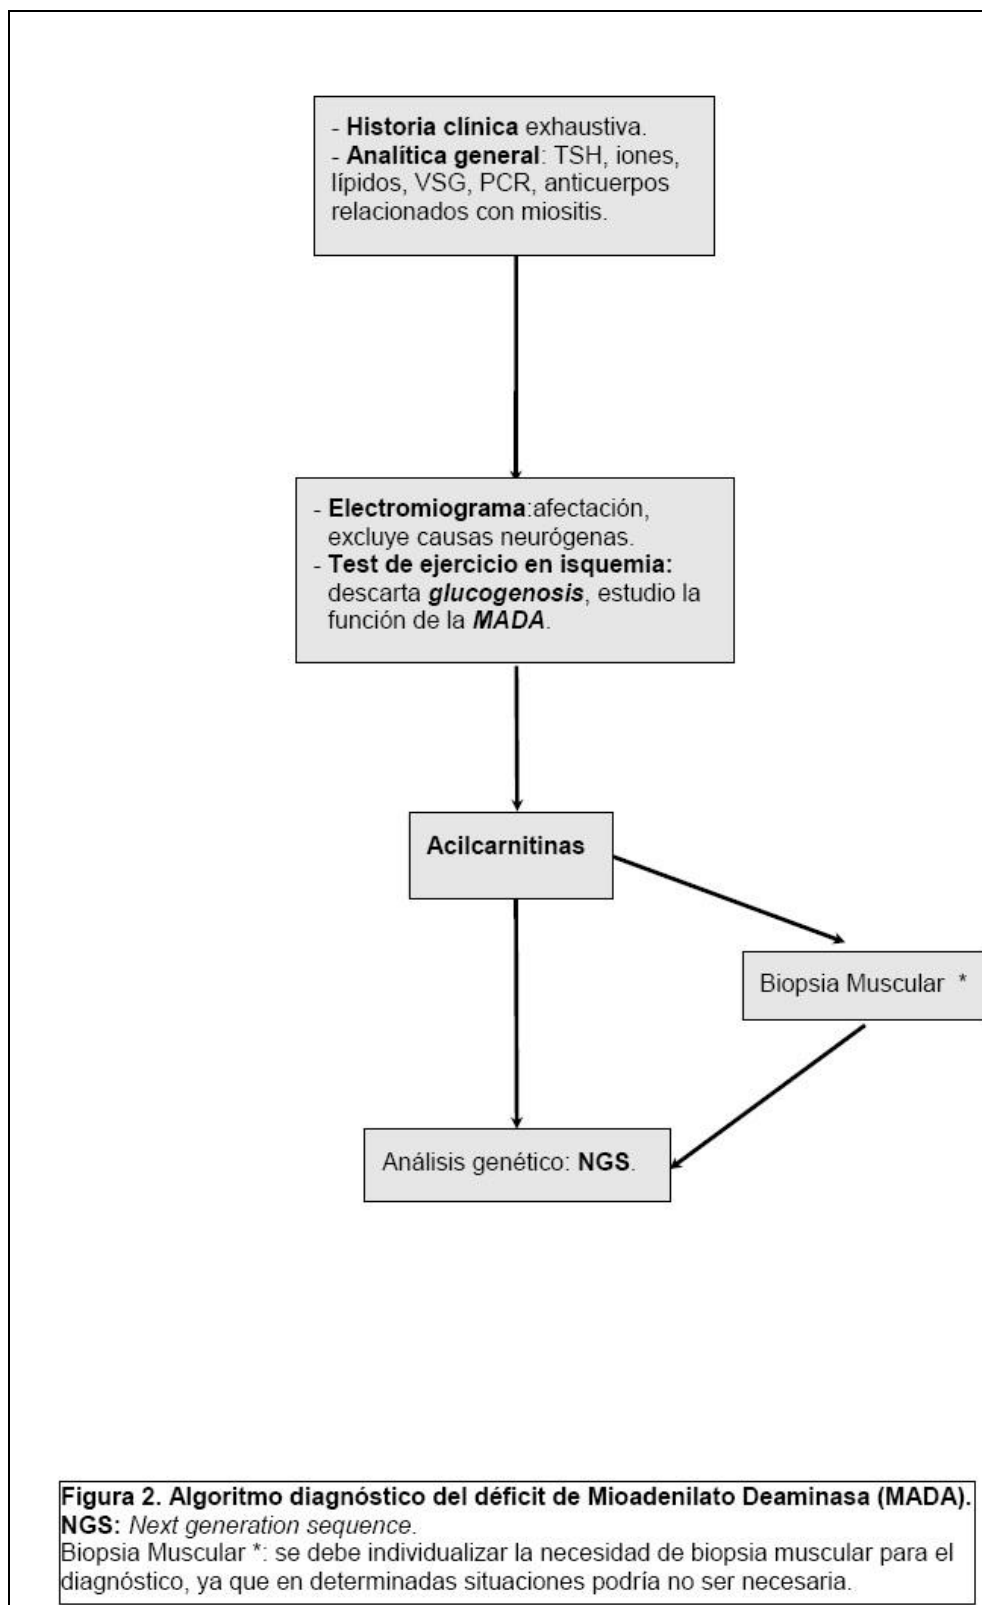 - Historia clínica exhaustiva.
- Analítica general: TSH, iones,
lípidos, VSG, PCR, anticuerpos
relacionados con miositis.
- Electromiograma:afectación,
excluye causas neurógenas.
- Test de ejercicio en isquemia:
descarta glucogenosis, estudio la
función de la MADA.
Acilcarnitinas
Biopsia Muscular *
Análisis genético: NGS.
Figura 2. Algoritmo diagnóstico del déficit de Mioadenilato Deaminasa (MADA).
NGS: Next generation sequence.
Biopsia Muscular *: se debe individualizar la necesidad de biopsia muscular para el
diagnóstico, ya que en determinadas situaciones podría no ser necesaria.